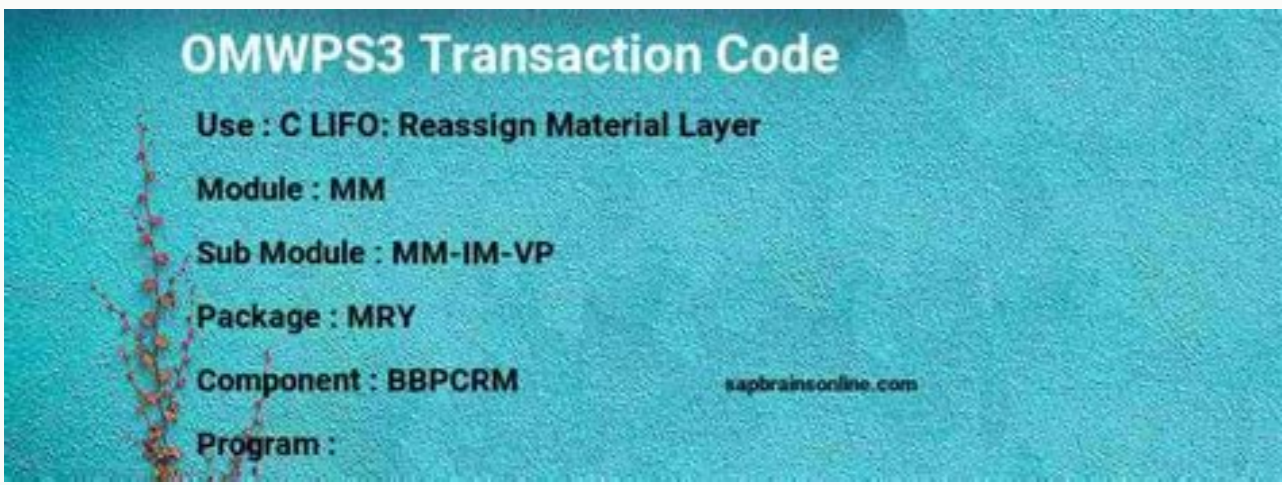 OMWPS3 Transaction Code
Use : C LIFO: Reassign Material Layer
Module : MM
Sub Module : MM-IM-VP
Package : MRY
Component : BBPCRM
sapbrainsonline.com
Program :